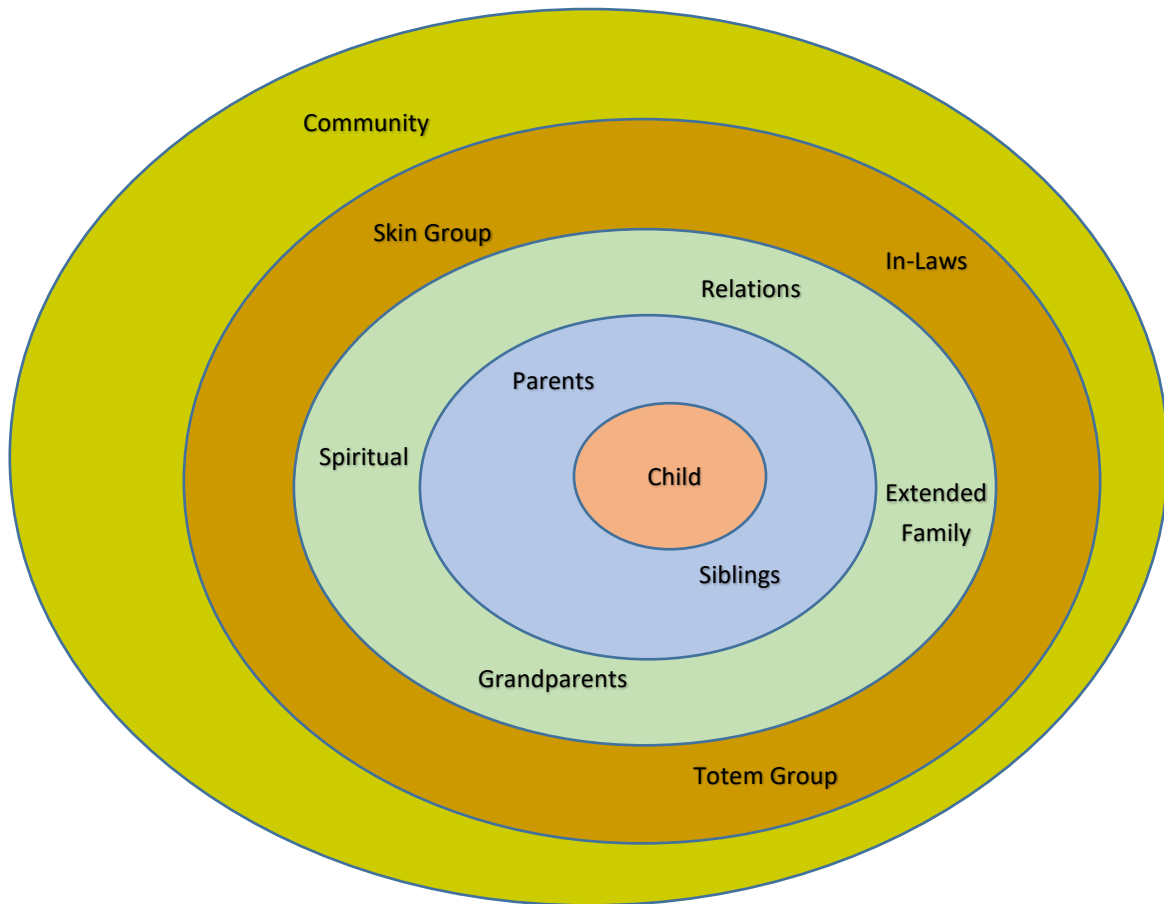 Community
Skin Group
In-Laws
Relations
Parents
Spiritual
Child
Extended
Family
Siblings
Grandparents
Totem Group